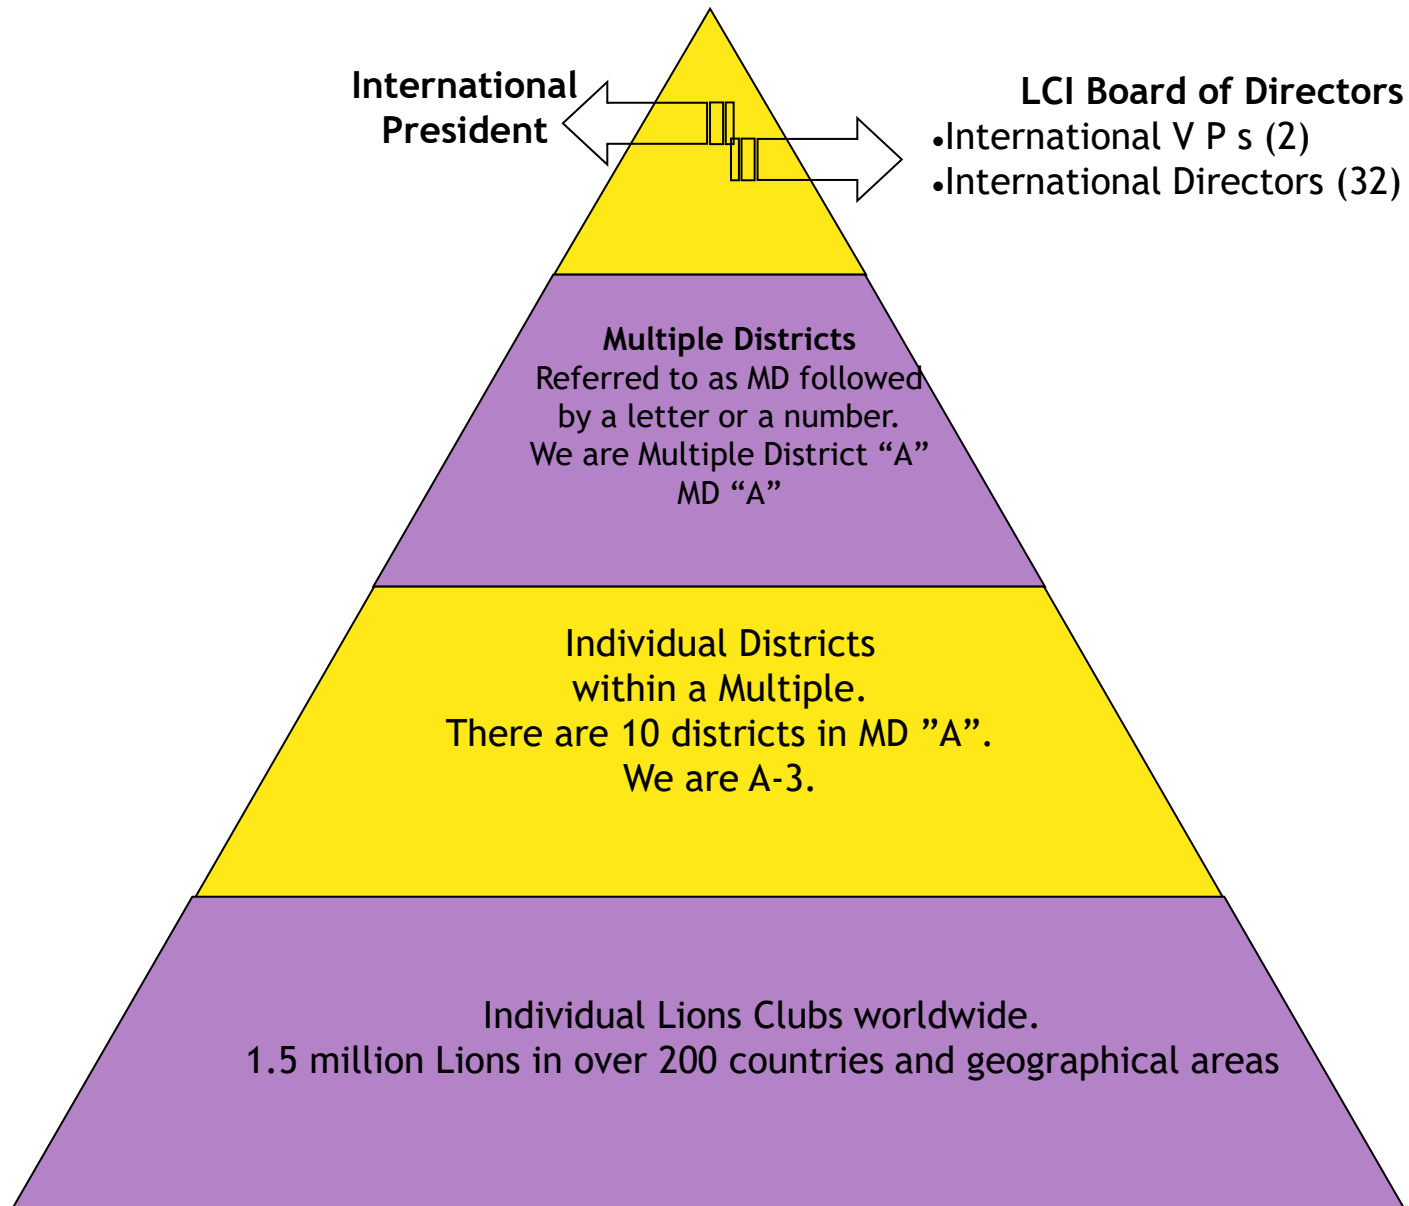 International
President
LCI Board of Directors
•International V P s (2)
•International Directors (32)
Multiple Districts
Referred to as MD followed
by a letter or a number.
We are Multiple District “A”
MD “A”
Individual Districts
within a Multiple.
There are 10 districts in MD ”A”.
We are A-3.
Individual Lions Clubs worldwide.
1.5 million Lions in over 200 countries and geographical areas